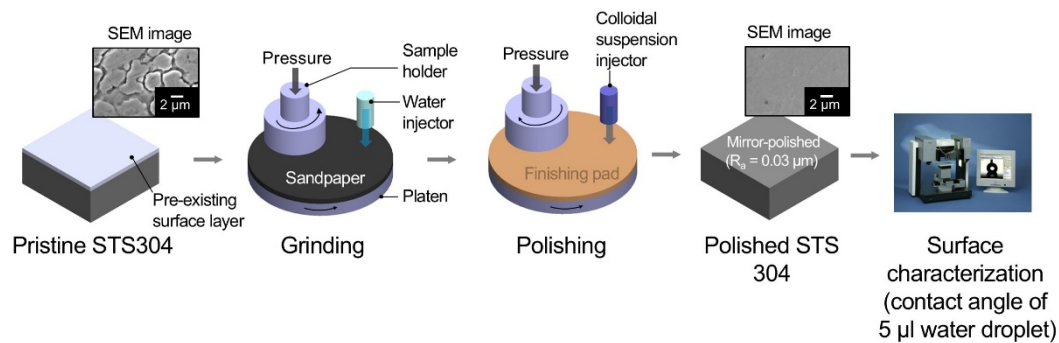 SEM image
2 µm
Pre-existing
surface layer
Pristine STS304
Pressure
Sample
holder
Water
injector
Sandpaper
Platen
Grinding
Pressure
Colloidal
suspension
injector
Finishing pad
Polishing
SEM image
2 µm
Mirror-polished
(Ra = 0.03 µm)
Polished STS
304
Surface
characterization
(contact angle of
5 µl water droplet)